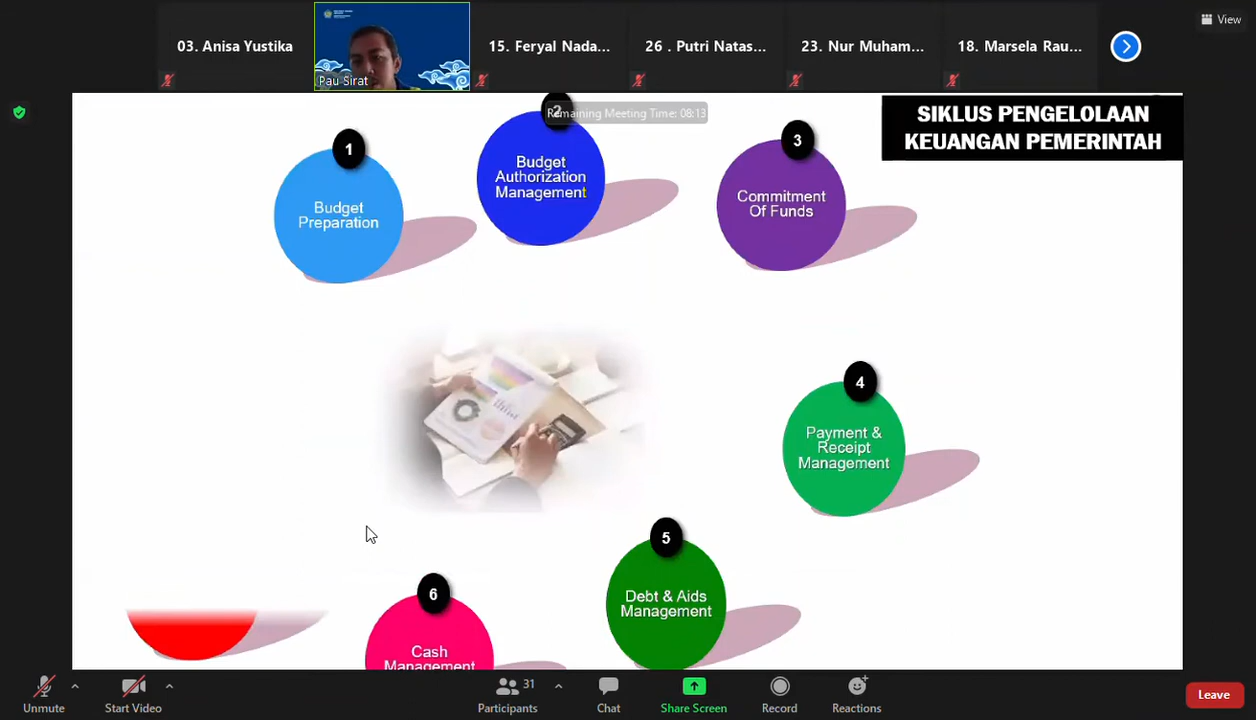 View
03. Anisa Yustika
15. Feryal Nada...
26 . Putri Natas...
23. Nur Muham...
18. Marsela Rau...
Pau Sirat
Remaining Meeting Time: 08:13
SIKLUS PENGELOLAAN
KEUANGAN PEMERINTAH
1
Budget
Preparation
2
Budget
Authorization
Management
3
Commitment
Of Funds
4
Payment &
Receipt
Management
5
Debt & Aids
Management
6
Cash
Management
Unmute
Start Video
31
Participants
Chat
Share Screen
Record
Reactions
Leave